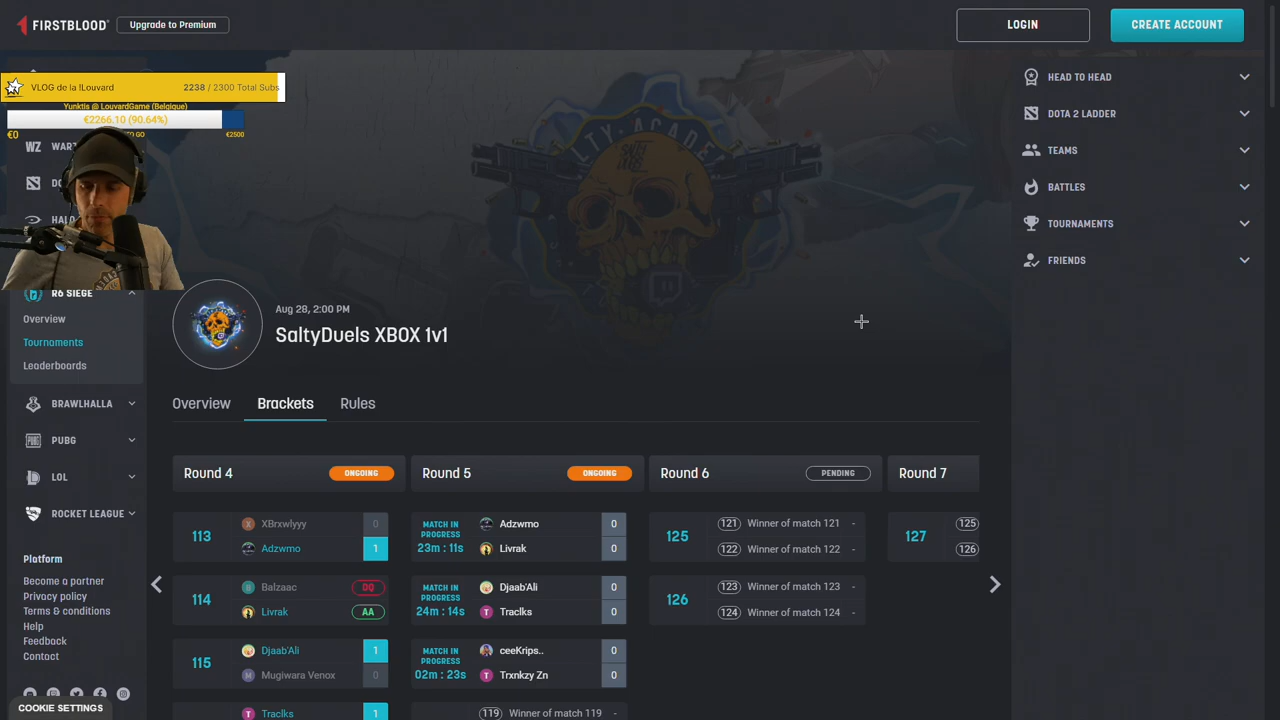 FIRSTBLOOD
Upgrade to Premium
LOGIN
CREATE ACCOUNT
VLOG de la !Louvard
2238 / 2300 Total Subs
Yunktis @ LouvardGame (Belgique)
€2266.10 (90.64%)
€0
TO GO
€2500
WZ
HALO
R6 SIEGE
Overview
Tournaments
Leaderboards
BRAWLHALLA
PUBG
LOL
ROCKET LEAGUE
Platform
Become a partner
Privacy policy
Terms & conditions
Help
Feedback
Contact
COOKIE SETTINGS
Aug 28, 2:00 PM
SaltyDuels XBOX 1v1
Overview
Brackets
Rules
Round 4
ONGOING
113
XBrxwlyyy 0
Adzwmo 1
114
Balzaac DQ
Livrak AA
115
Djaab'Ali 1
Mugiwara Venox 0
Traclks 1
Round 5
ONGOING
MATCH IN PROGRESS
23m : 11s
Adzwmo 0
Livrak 0
MATCH IN PROGRESS
24m : 14s
Djaab'Ali 0
T Traclks 0
MATCH IN PROGRESS
02m : 23s
ceeKrips.. 0
T Trxnkzy Zn 0
119 Winner of match 119 -
Round 6
PENDING
125
121 Winner of match 121 -
122 Winner of match 122 -
126
123 Winner of match 123 -
124 Winner of match 124 -
Round 7
127
125
126
HEAD TO HEAD
DOTA 2 LADDER
TEAMS
BATTLES
TOURNAMENTS
FRIENDS